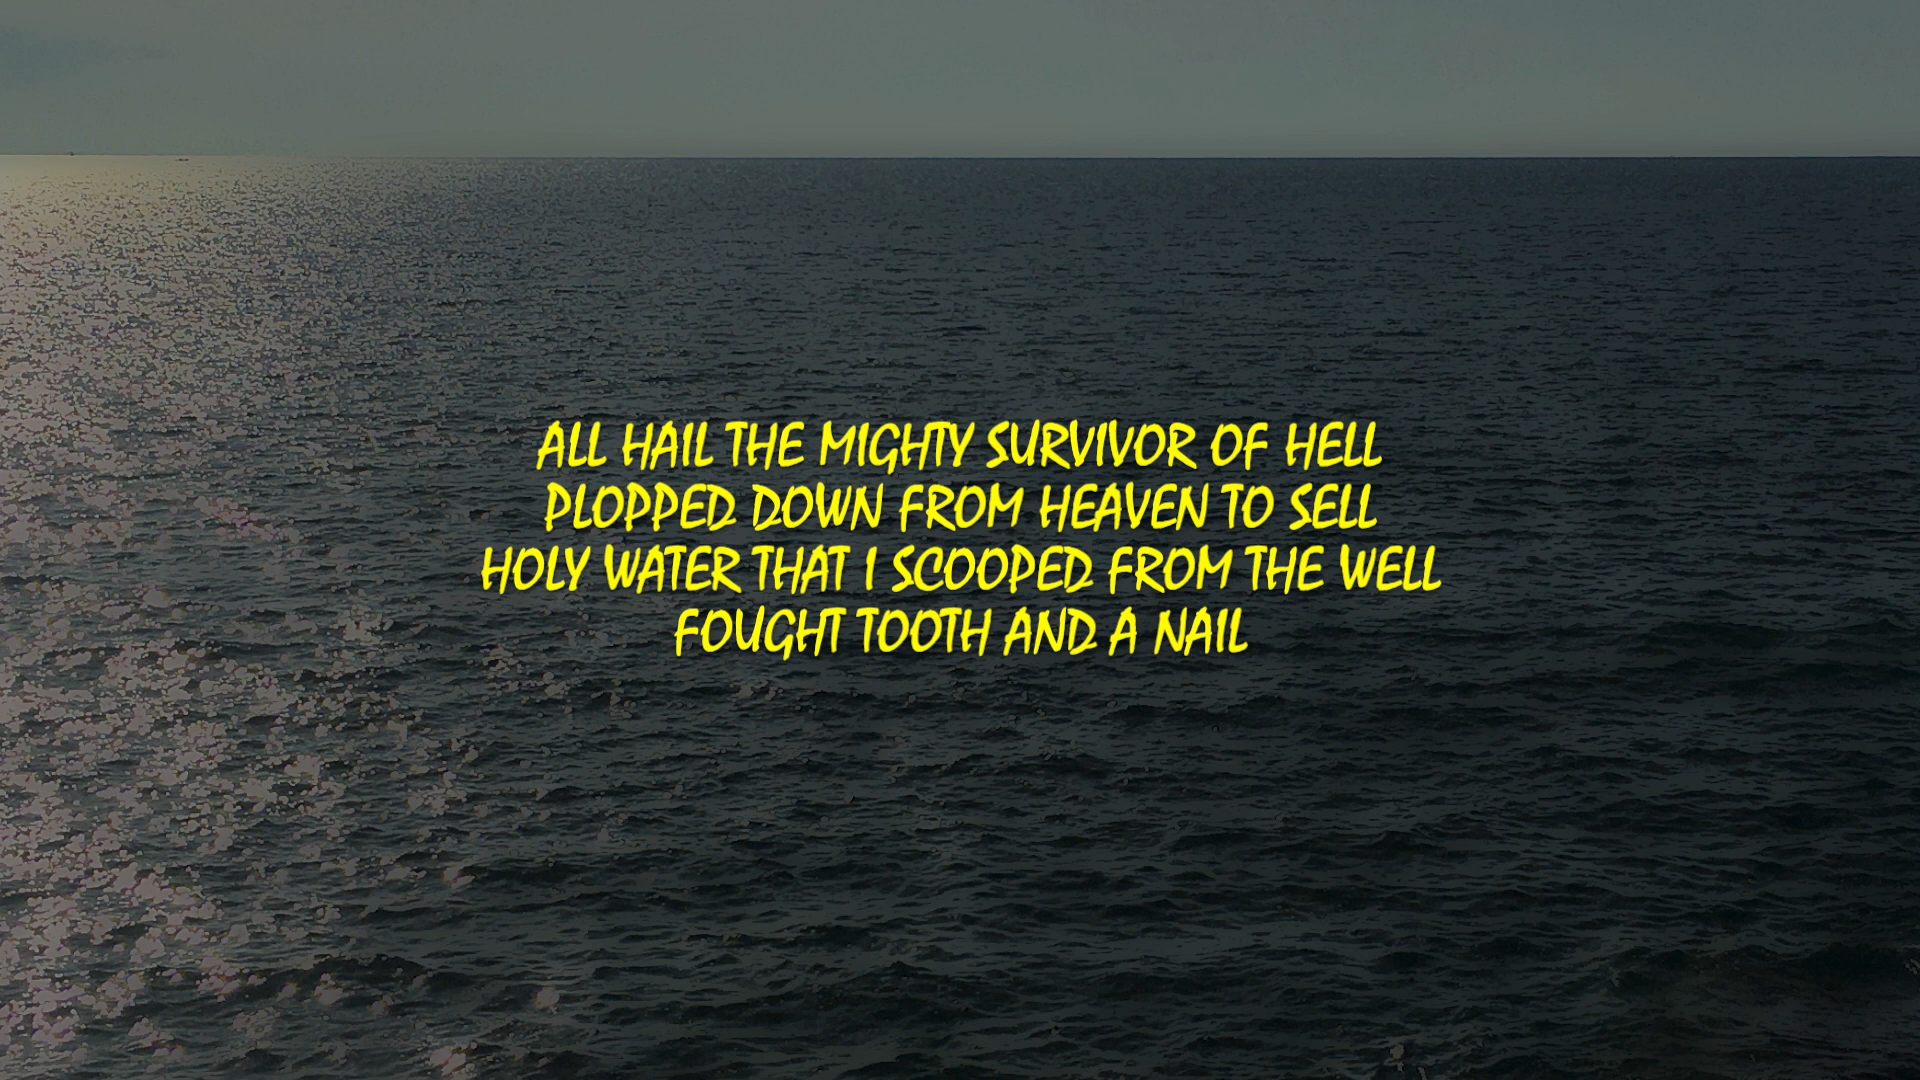 ALL HAIL THE MIGHTY SURVIVOR OF HELL
PLOPPED DOWN FROM HEAVEN TO SELL
HOLY WATER THAT I SCOOPED FROM THE WELL
FOUGHT TOOTH AND A NAIL